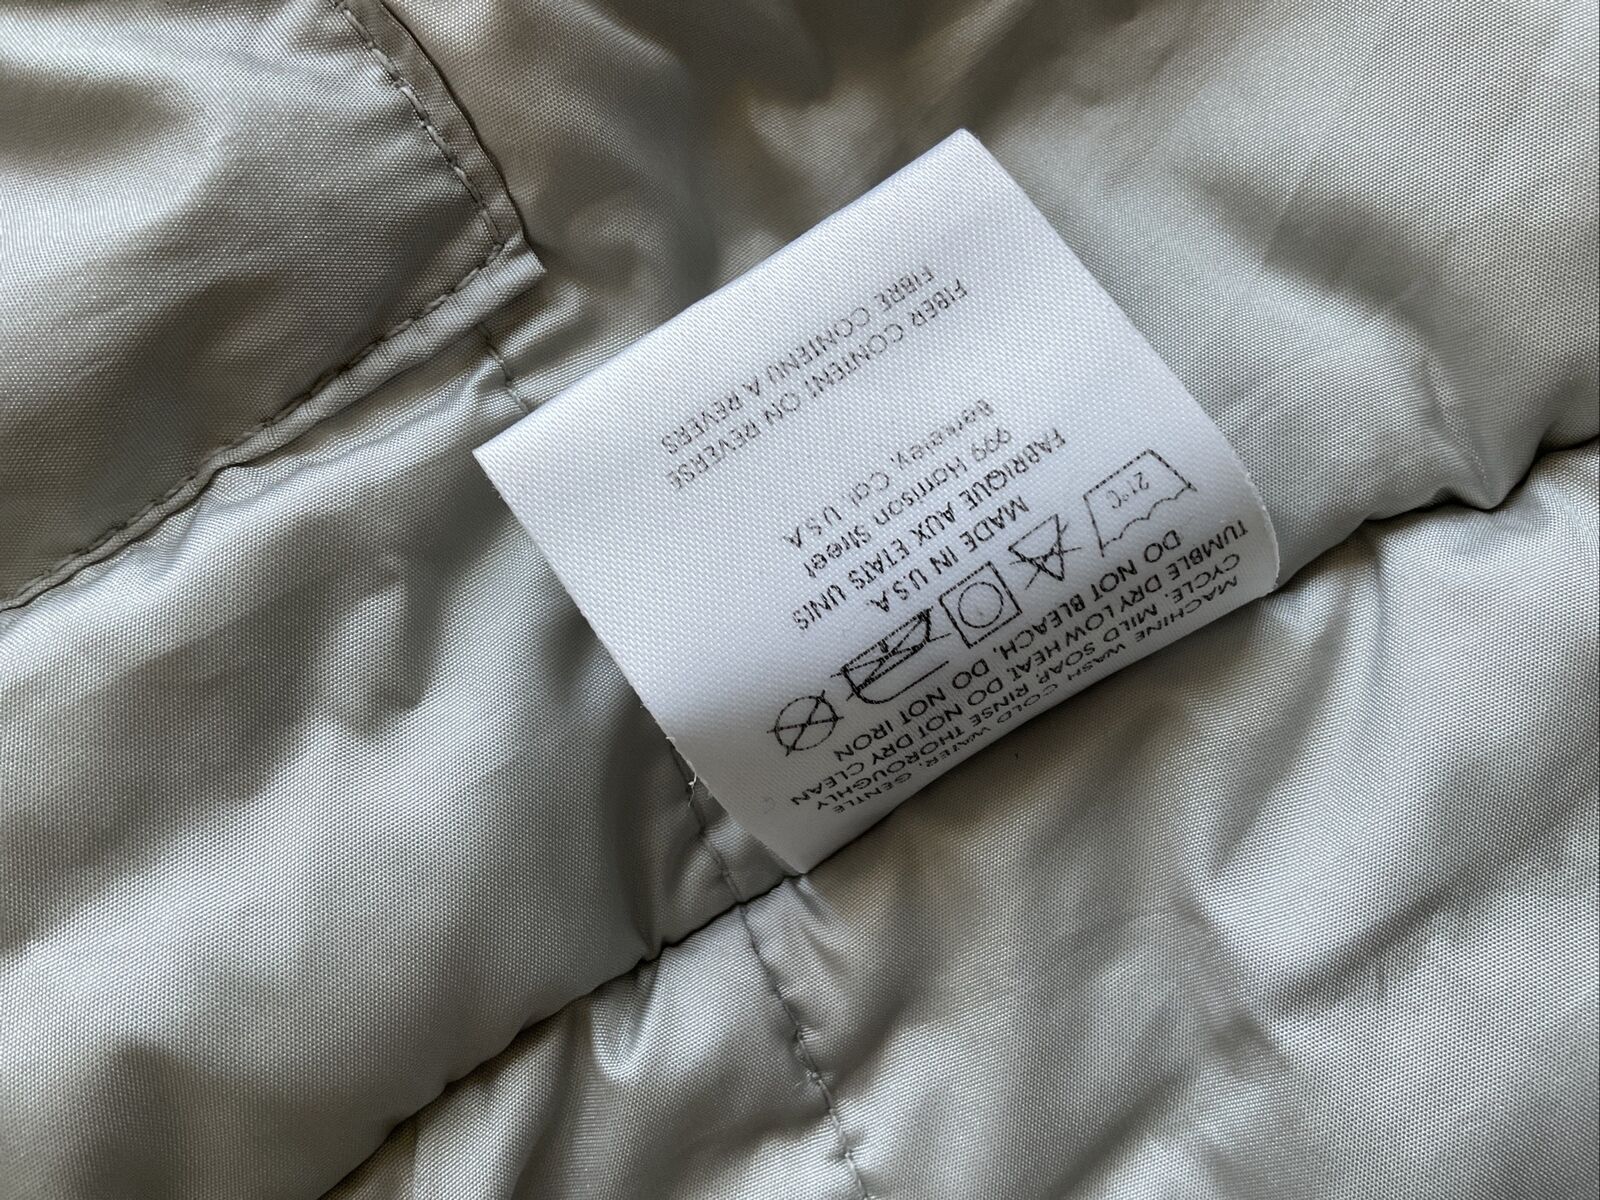 MACHINE WASH COLD WATER, GENTLE
CYCLE, MILD SOAP, RINSE THOROUGHLY
TUMBLE DRY LOW HEAT, DO NOT DRY CLEAN
DO NOT BLEACH, DO NOT IRON
21°C
MADE IN U.S.A.
FABRIQUE AUX ETATS UNIS
909 Harrison Street
Berkeley, Cal. USA
FIBER CONTENT ON REVERSE
FIBRE CONTENU A REVERS